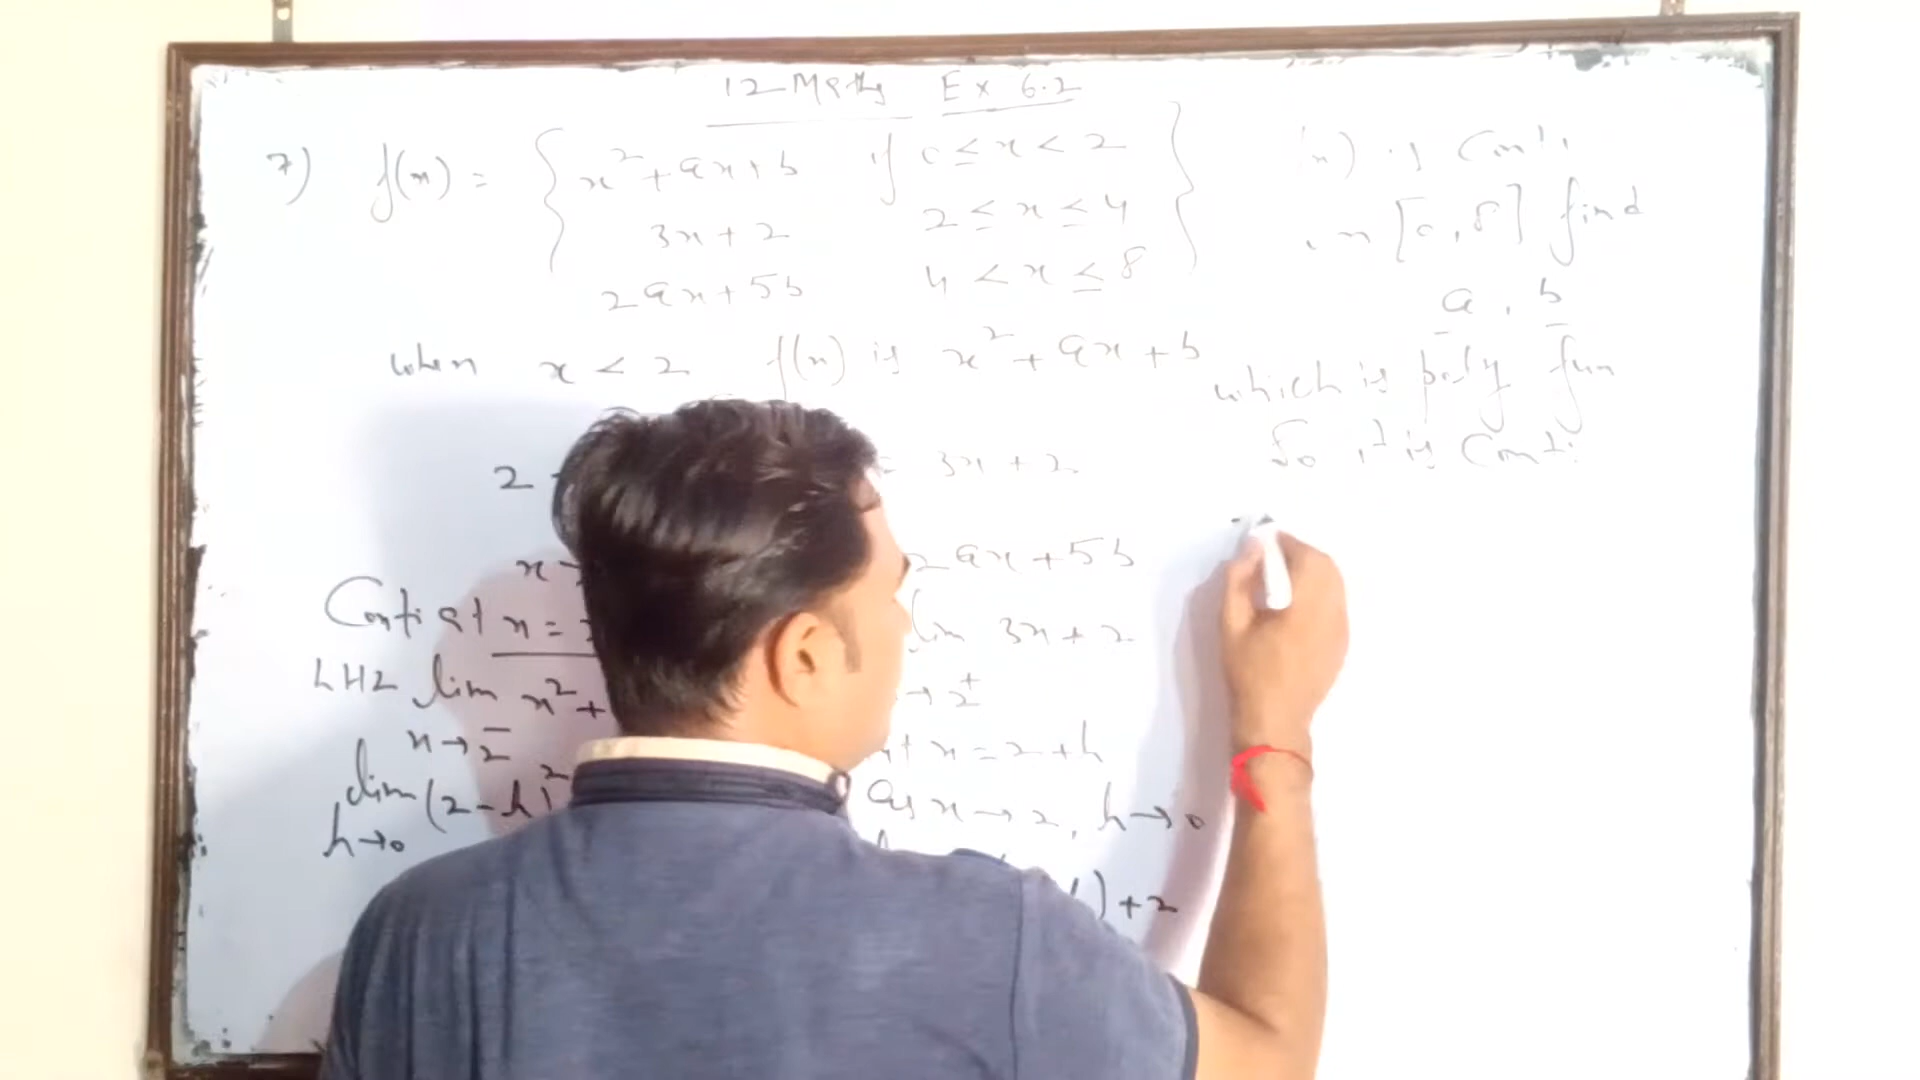 12 Maths Ex 6.2
7) f(x) = { x² + ax + b if 0 ≤ x < 2 } (x) is Conti
3x + 2 2 ≤ x ≤ 4 in [0, 8] find
2ax + 5b 4 < x ≤ 8 a, b
when x < 2 f(x) is x² + ax + b which is poly fun
So it is Conti
2 = 3x + 2
x 2ax + 5b
Conti at x = lim 3x + 2
LHL lim x² + → 2⁺
x → 2⁻ x = 2 + h
lim (2 - h)² as x → 2, h → 0
h → 0
) + 2